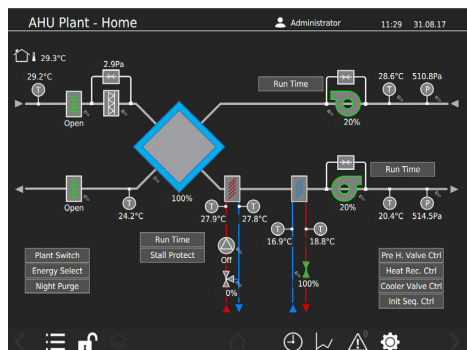 AHU Plant - Home
Administrator
11:29 31.08.17
29.3°C
29.2°C
2.9Pa
Run Time
28.6°C
510.8Pa
T
T
P
Open
20%
Run Time
100%
Open
T
24.2°C
T
T
27.9°C
27.8°C
20%
T
P
20.4°C
514.5Pa
Run Time
Stall Protect
T
T
16.9°C
18.8°C
Plant Switch
Energy Select
Night Purge
Off
0%
100%
Pre H. Valve Ctrl
Heat Rec. Ctrl
Cooler Valve Ctrl
Init Seq. Ctrl
0